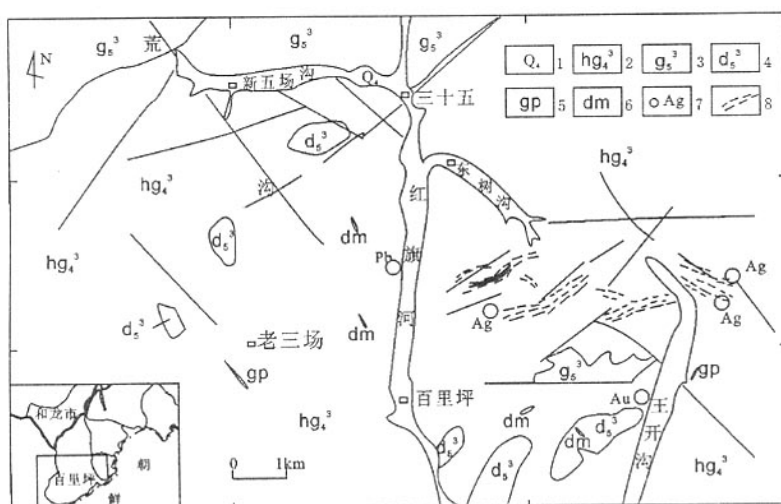 荒
g₅³
g₅³
g₅³
N
新五场沟
Q₄
三十五
Q₄ 1
hg₄³ 2
g₅³ 3
d₅³ 4
gp 5
dm 6
Ag 7
8
d₅³
hg₄³
沟
东树沟
hg₄³
红旗河
dm
Pb
hg₄³
d₅³
Ag
Ag
Ag
d₅³
dm
老三场
gp
g₅³
gp
百里坪
Au
王开沟
hg₄³
dm
d₅³
dm
d₅³
d₅³
hg₄³
0 1km
和龙市
百里坪
朝
鲜